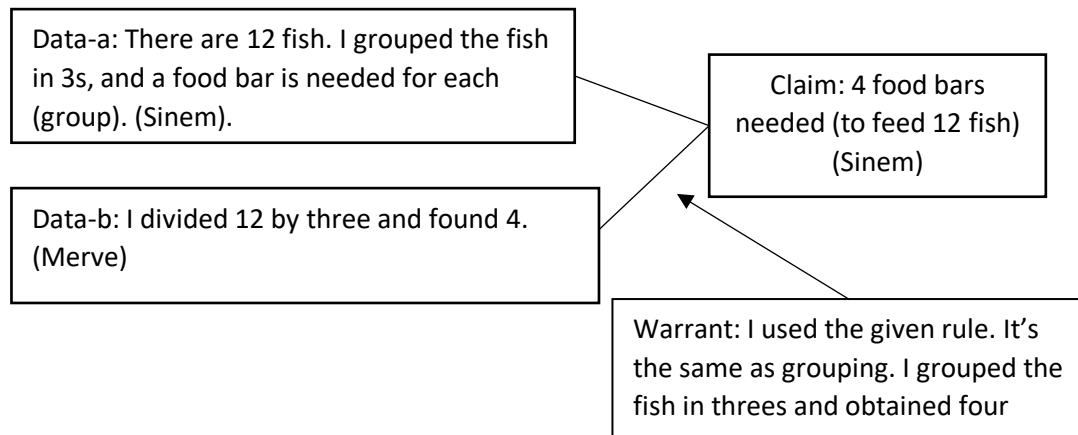 Data-a: There are 12 fish. I grouped the fish
in 3s, and a food bar is needed for each
(group). (Sinem).
Claim: 4 food bars
needed (to feed 12 fish)
(Sinem)
Data-b: I divided 12 by three and found 4.
(Merve)
Warrant: I used the given rule. It’s
the same as grouping. I grouped the
fish in threes and obtained four